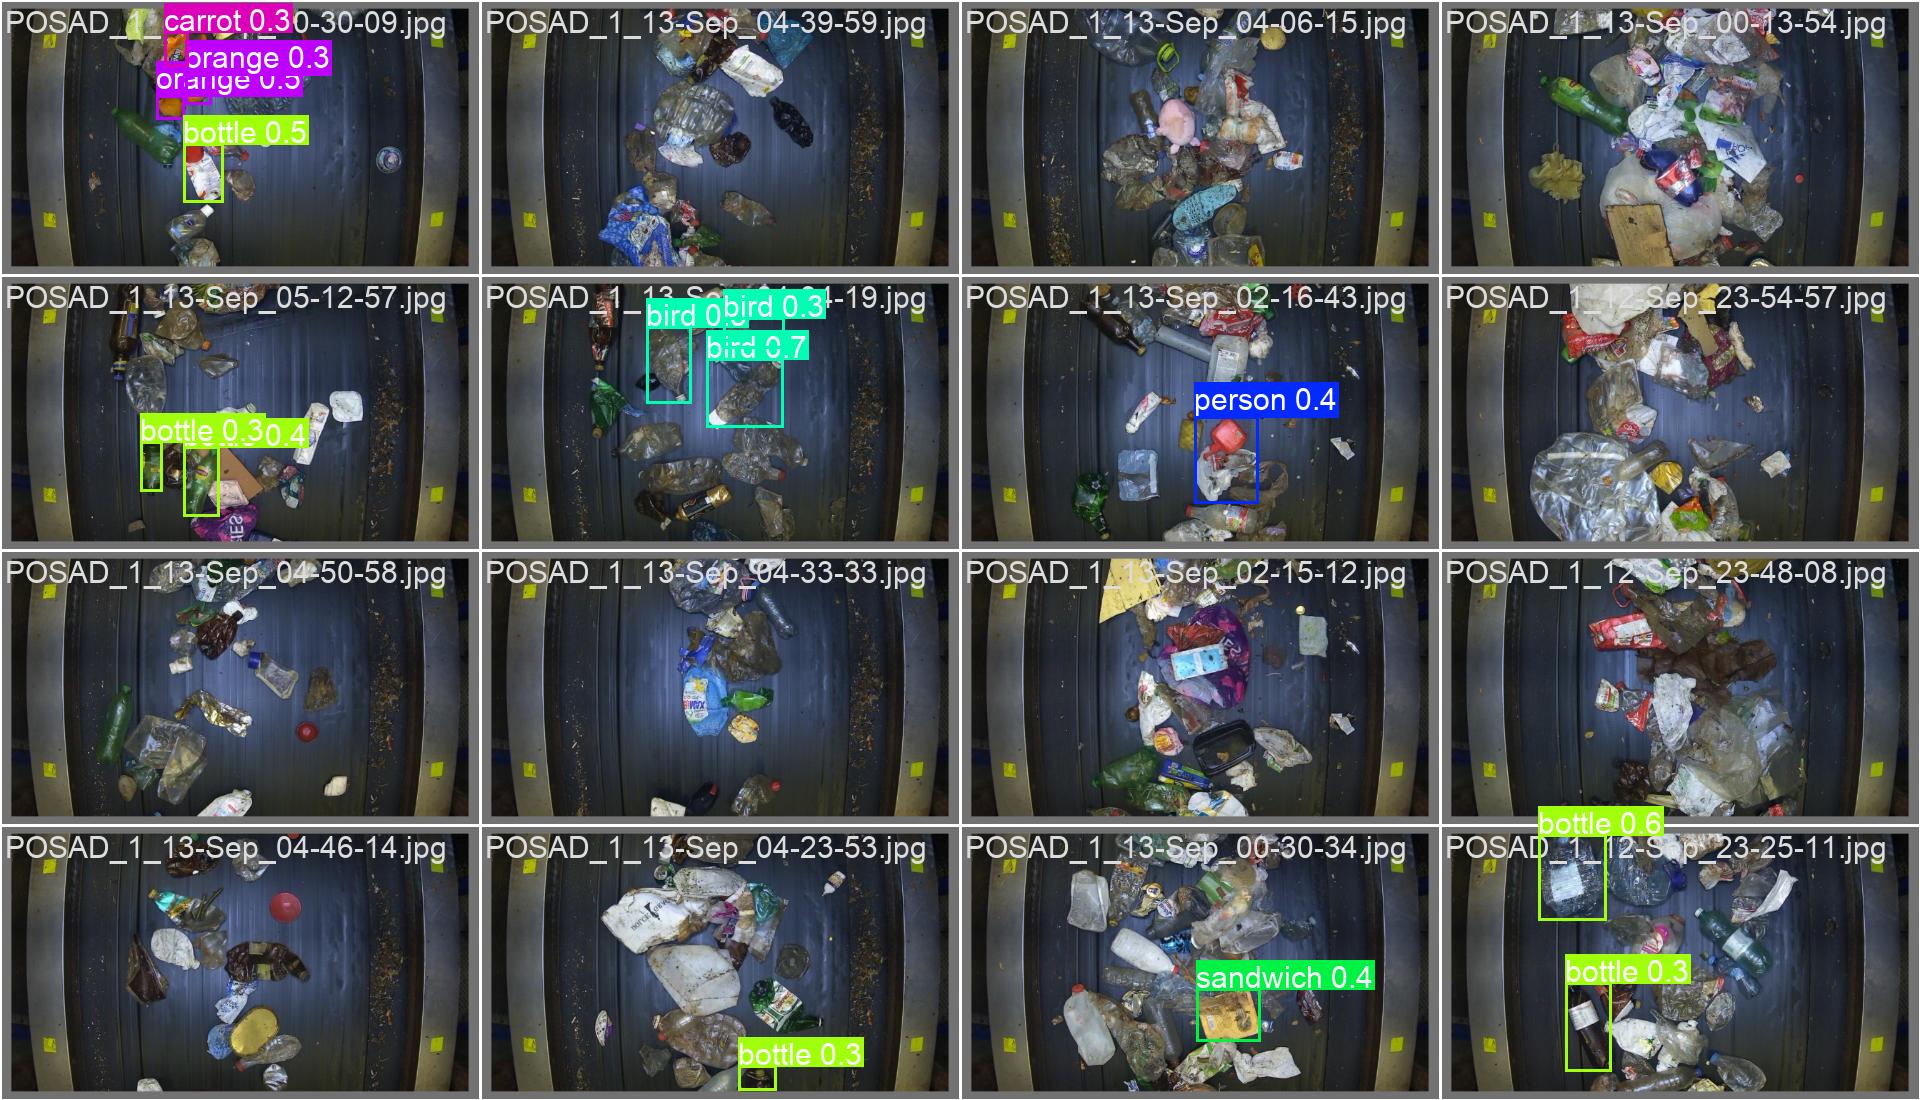 POSAD_1_ 0-30-09.jpg
carrot 0.3
orange 0.3
orange 0.5
bottle 0.5
POSAD_1_13-Sep_04-39-59.jpg
POSAD_1_13-Sep_04-06-15.jpg
POSAD_1_13-Sep_00-13-54.jpg
POSAD_1_13-Sep_05-12-57.jpg
bottle 0.3
0.4
POSAD_1_13-Se 4-19.jpg
bird 0.
bird 0.3
bird 0.7
POSAD_1_13-Sep_02-16-43.jpg
person 0.4
POSAD_1_12-Sep_23-54-57.jpg
POSAD_1_13-Sep_04-50-58.jpg
POSAD_1_13-Sep_04-33-33.jpg
POSAD_1_13-Sep_02-15-12.jpg
POSAD_1_12-Sep_23-48-08.jpg
POSAD_1_13-Sep_04-46-14.jpg
POSAD_1_13-Sep_04-23-53.jpg
bottle 0.3
POSAD_1_13-Sep_00-30-34.jpg
sandwich 0.4
bottle 0.6
POSAD_1_12-Sep_23-25-11.jpg
bottle 0.3